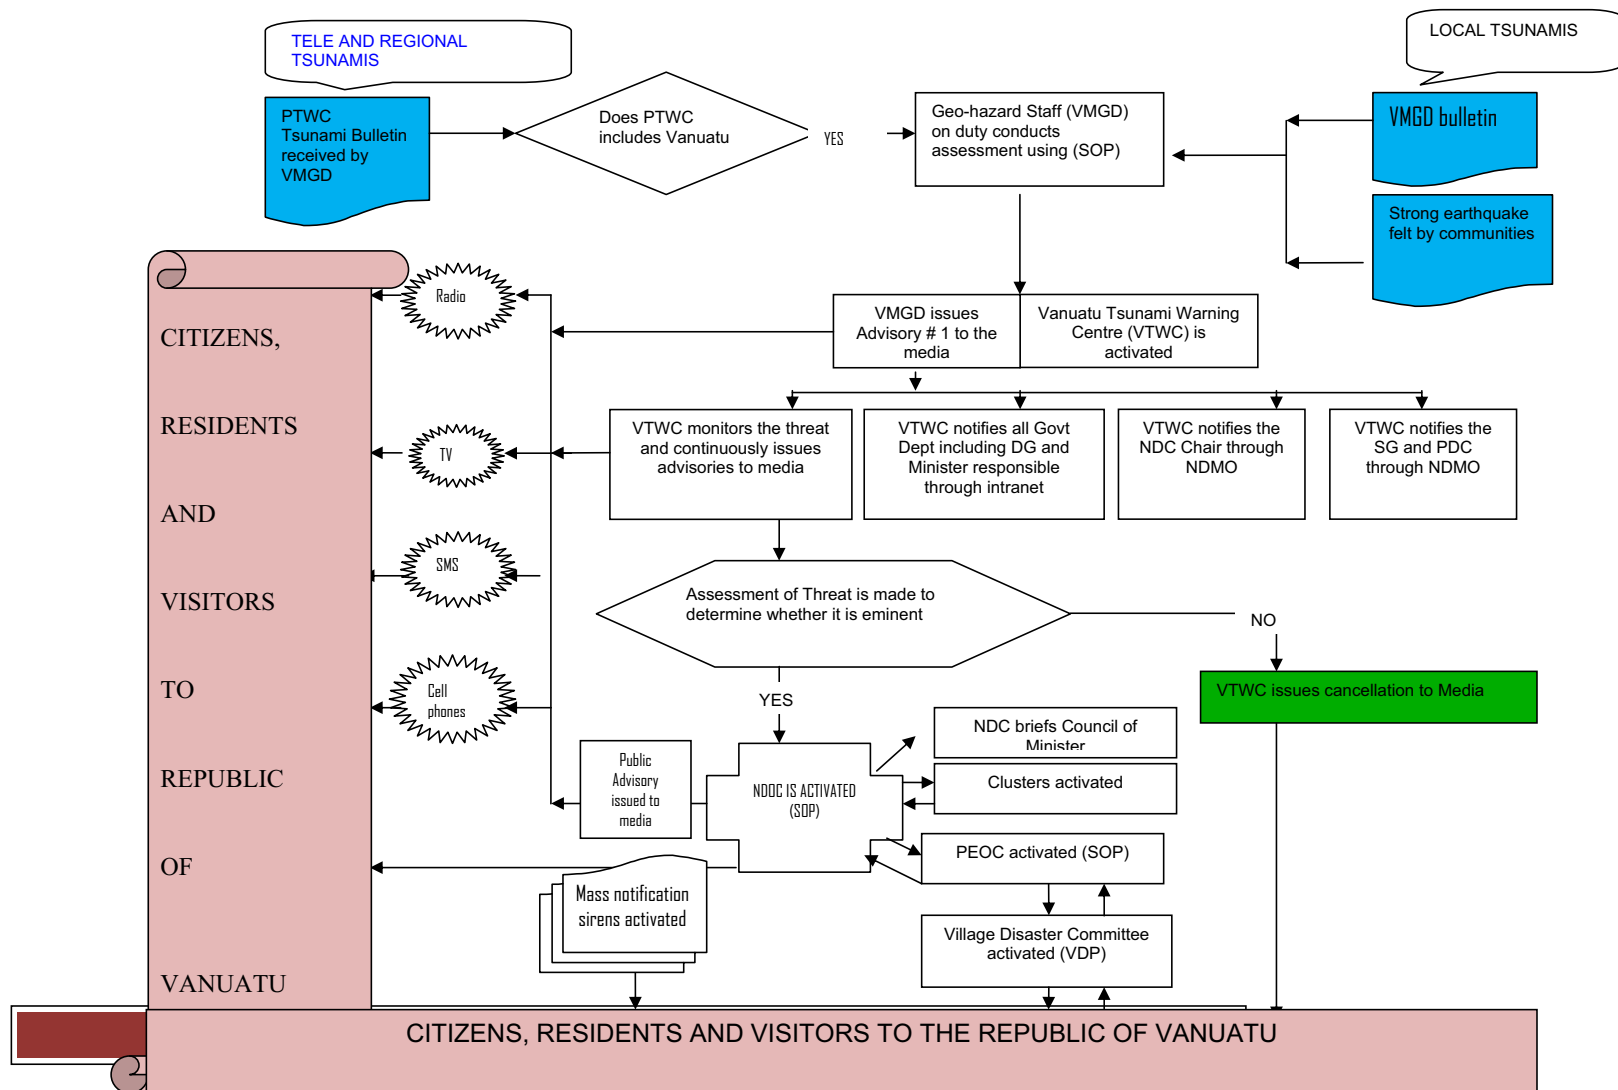 TELE AND REGIONAL
TSUNAMIS
LOCAL TSUNAMIS
PTWC
Tsunami Bulletin
received by
VMGD
Does PTWC
includes Vanuatu
YES
Geo-hazard Staff (VMGD)
on duty conducts
assessment using (SOP)
VMGD bulletin
Strong earthquake
felt by communities
Radio
TV
SMS
Cell
phones
CITIZENS,
RESIDENTS
AND
VISITORS
TO
REPUBLIC
OF
VANUATU
VMGD issues
Advisory # 1 to the
media
Vanuatu Tsunami Warning
Centre (VTWC) is
activated
VTWC monitors the threat
and continuously issues
advisories to media
VTWC notifies all Govt
Dept including DG and
Minister responsible
through intranet
VTWC notifies the
NDC Chair through
NDMO
VTWC notifies the
SG and PDC
through NDMO
Assessment of Threat is made to
determine whether it is eminent
NO
YES
VTWC issues cancellation to Media
Public
Advisory
issued to
media
NDOC IS ACTIVATED
(SOP)
NDC briefs Council of
Minister
Clusters activated
PEOC activated (SOP)
Mass notification
sirens activated
Village Disaster Committee
activated (VDP)
CITIZENS, RESIDENTS AND VISITORS TO THE REPUBLIC OF VANUATU